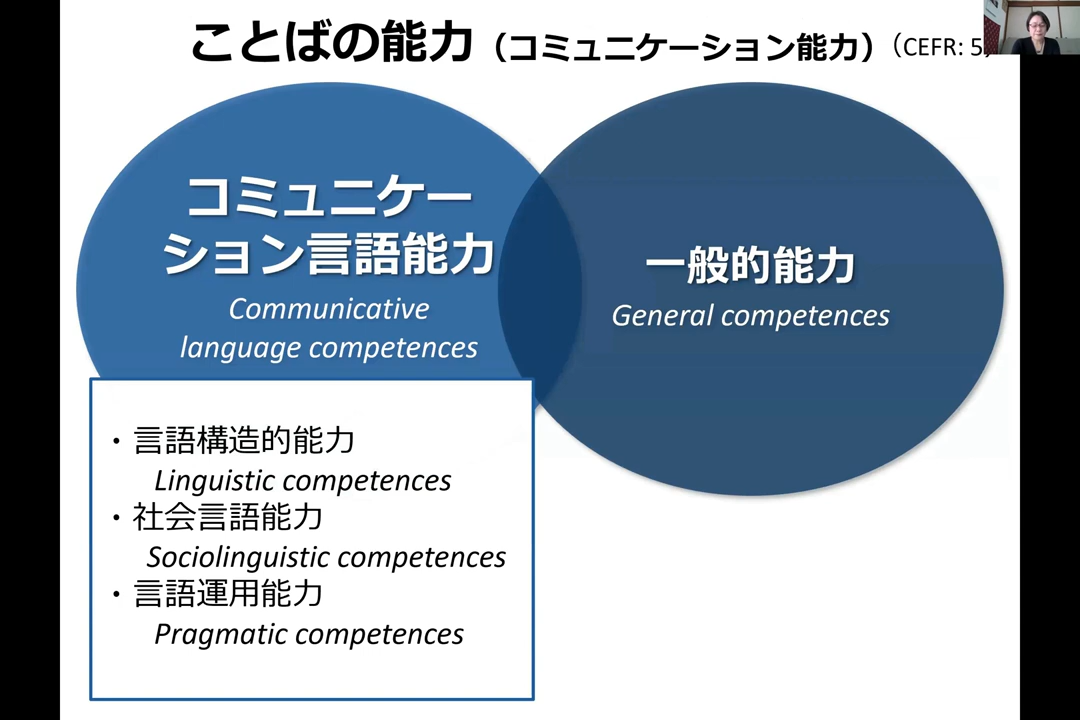 ことばの能力（コミュニケーション能力）（CEFR: 5
コミュニケー
ション言語能力
Communicative
language competences
一般的能力
General competences
・言語構造的能力
Linguistic competences
・社会言語能力
Sociolinguistic competences
・言語運用能力
Pragmatic competences